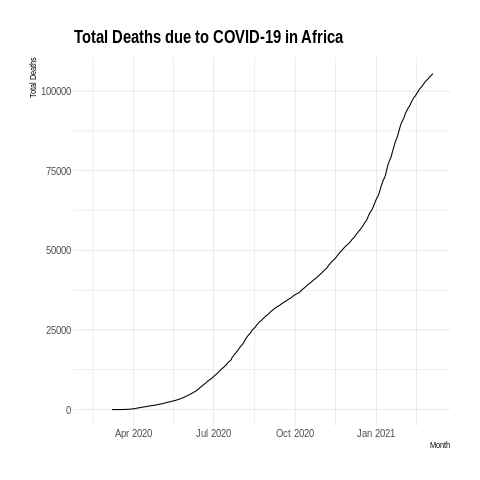 Total Deaths due to COVID-19 in Africa
Total Deaths
100000
75000
50000
25000
0
Apr 2020 Jul 2020 Oct 2020 Jan 2021
Month